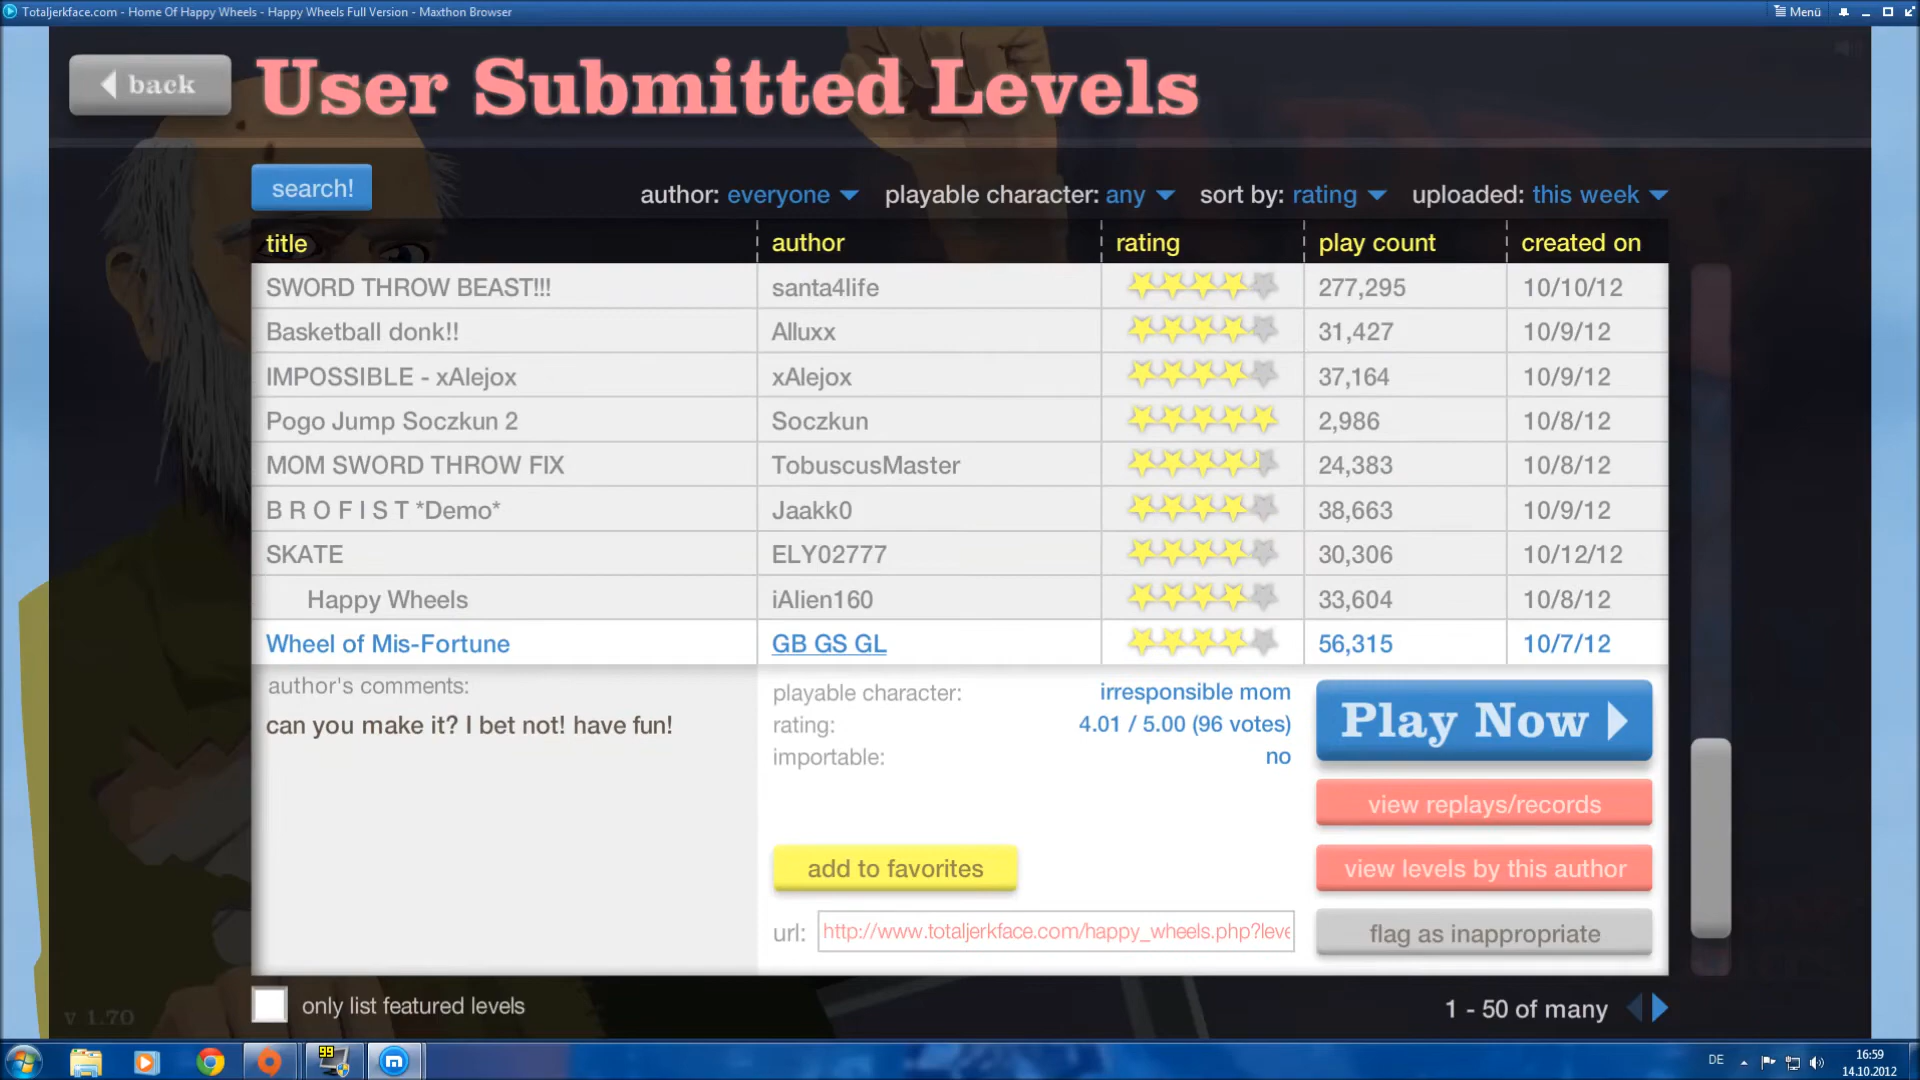 Totaljerkface.com - Home Of Happy Wheels - Happy Wheels Full Version - Maxthon Browser
Menü
back
User Submitted Levels
search!
author: everyone
playable character: any
sort by: rating
uploaded: this week
title author rating play count created on
SWORD THROW BEAST!!! santa4life 277,295 10/10/12
Basketball donk!! Alluxx 31,427 10/9/12
IMPOSSIBLE - xAlejox xAlejox 37,164 10/9/12
Pogo Jump Soczkun 2 Soczkun 2,986 10/8/12
MOM SWORD THROW FIX TobuscusMaster 24,383 10/8/12
B R O F I S T *Demo* Jaakk0 38,663 10/9/12
SKATE ELY02777 30,306 10/12/12
Happy Wheels iAlien160 33,604 10/8/12
Wheel of Mis-Fortune GB GS GL 56,315 10/7/12
author's comments:
can you make it? I bet not! have fun!
playable character: irresponsible mom
rating: 4.01 / 5.00 (96 votes)
importable: no
Play Now
view replays/records
add to favorites
view levels by this author
url: http://www.totaljerkface.com/happy_wheels.php?leve
flag as inappropriate
only list featured levels
1 - 50 of many
v 1.70
99
DE
16:59
14.10.2012